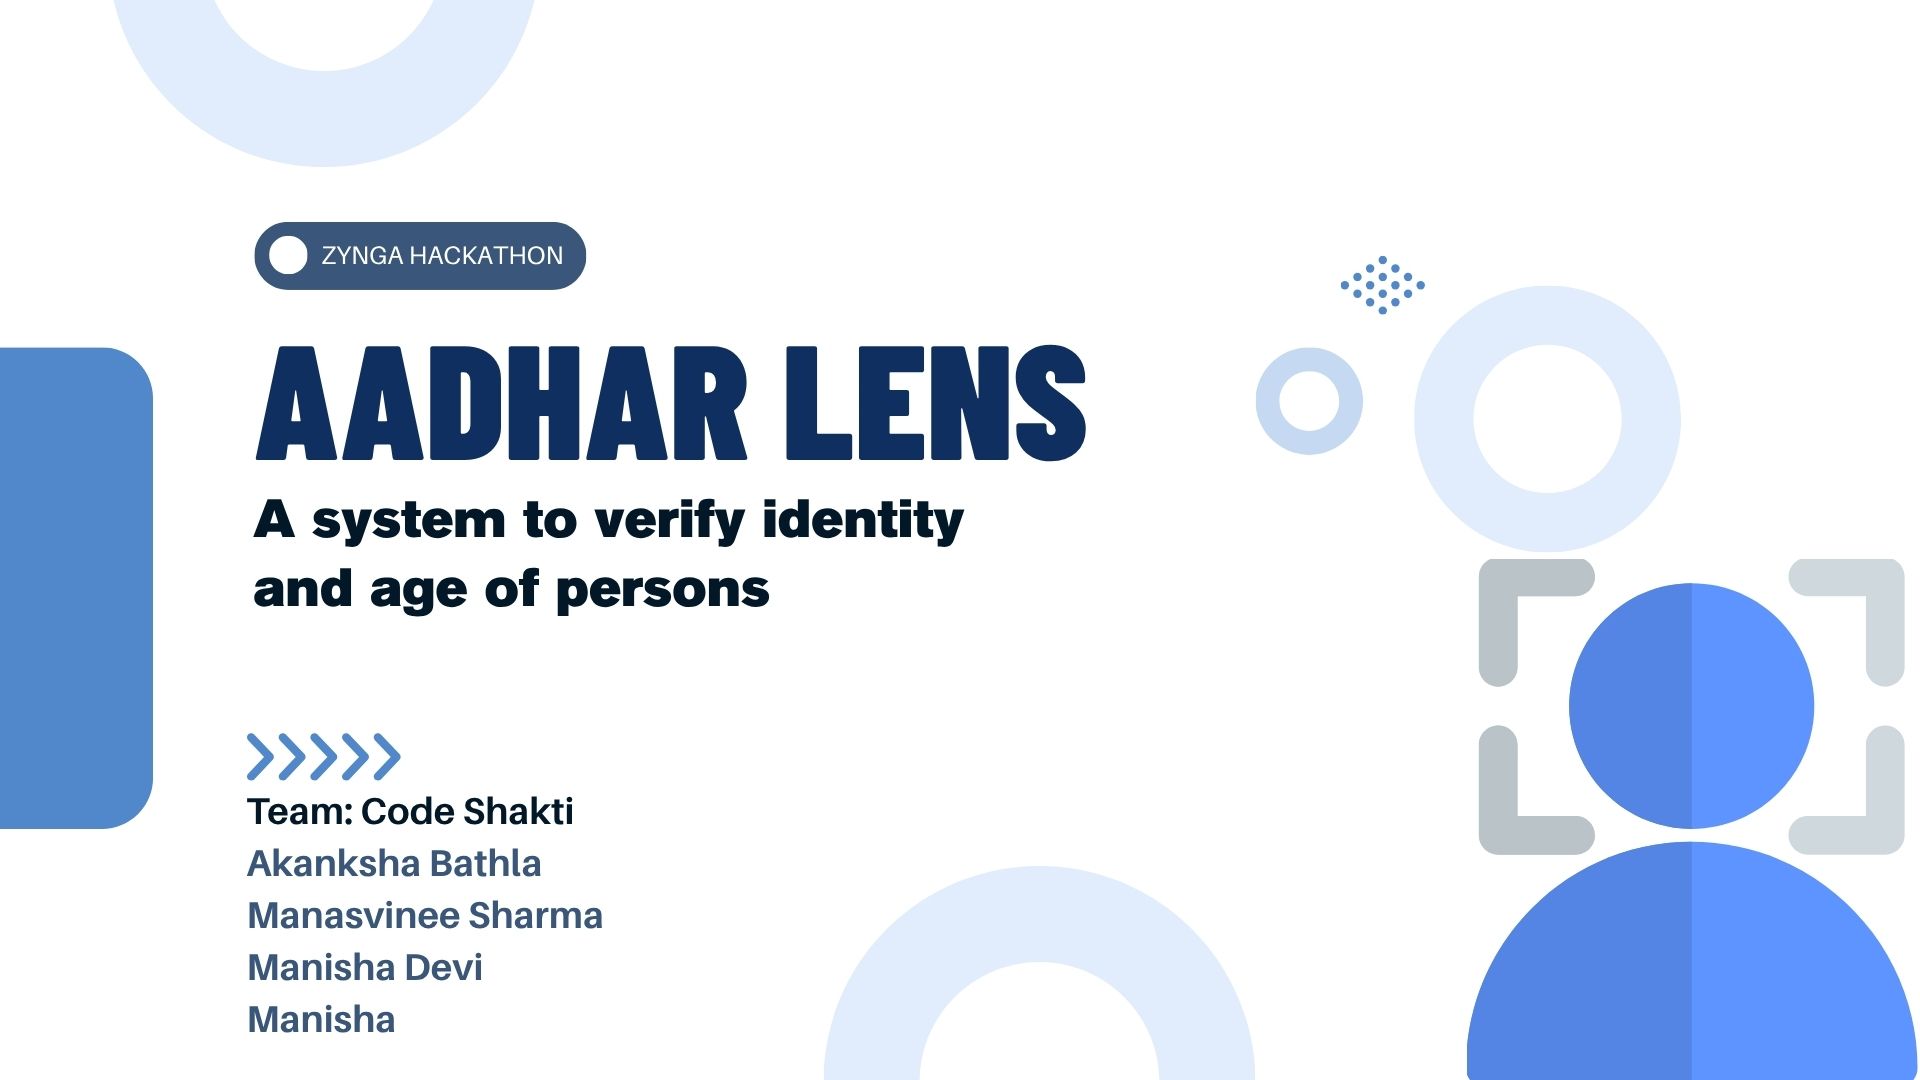 ZYNGA HACKATHON
AADHAR LENS
A system to verify identity
and age of persons
Team: Code Shakti
Akanksha Bathla
Manasvinee Sharma
Manisha Devi
Manisha